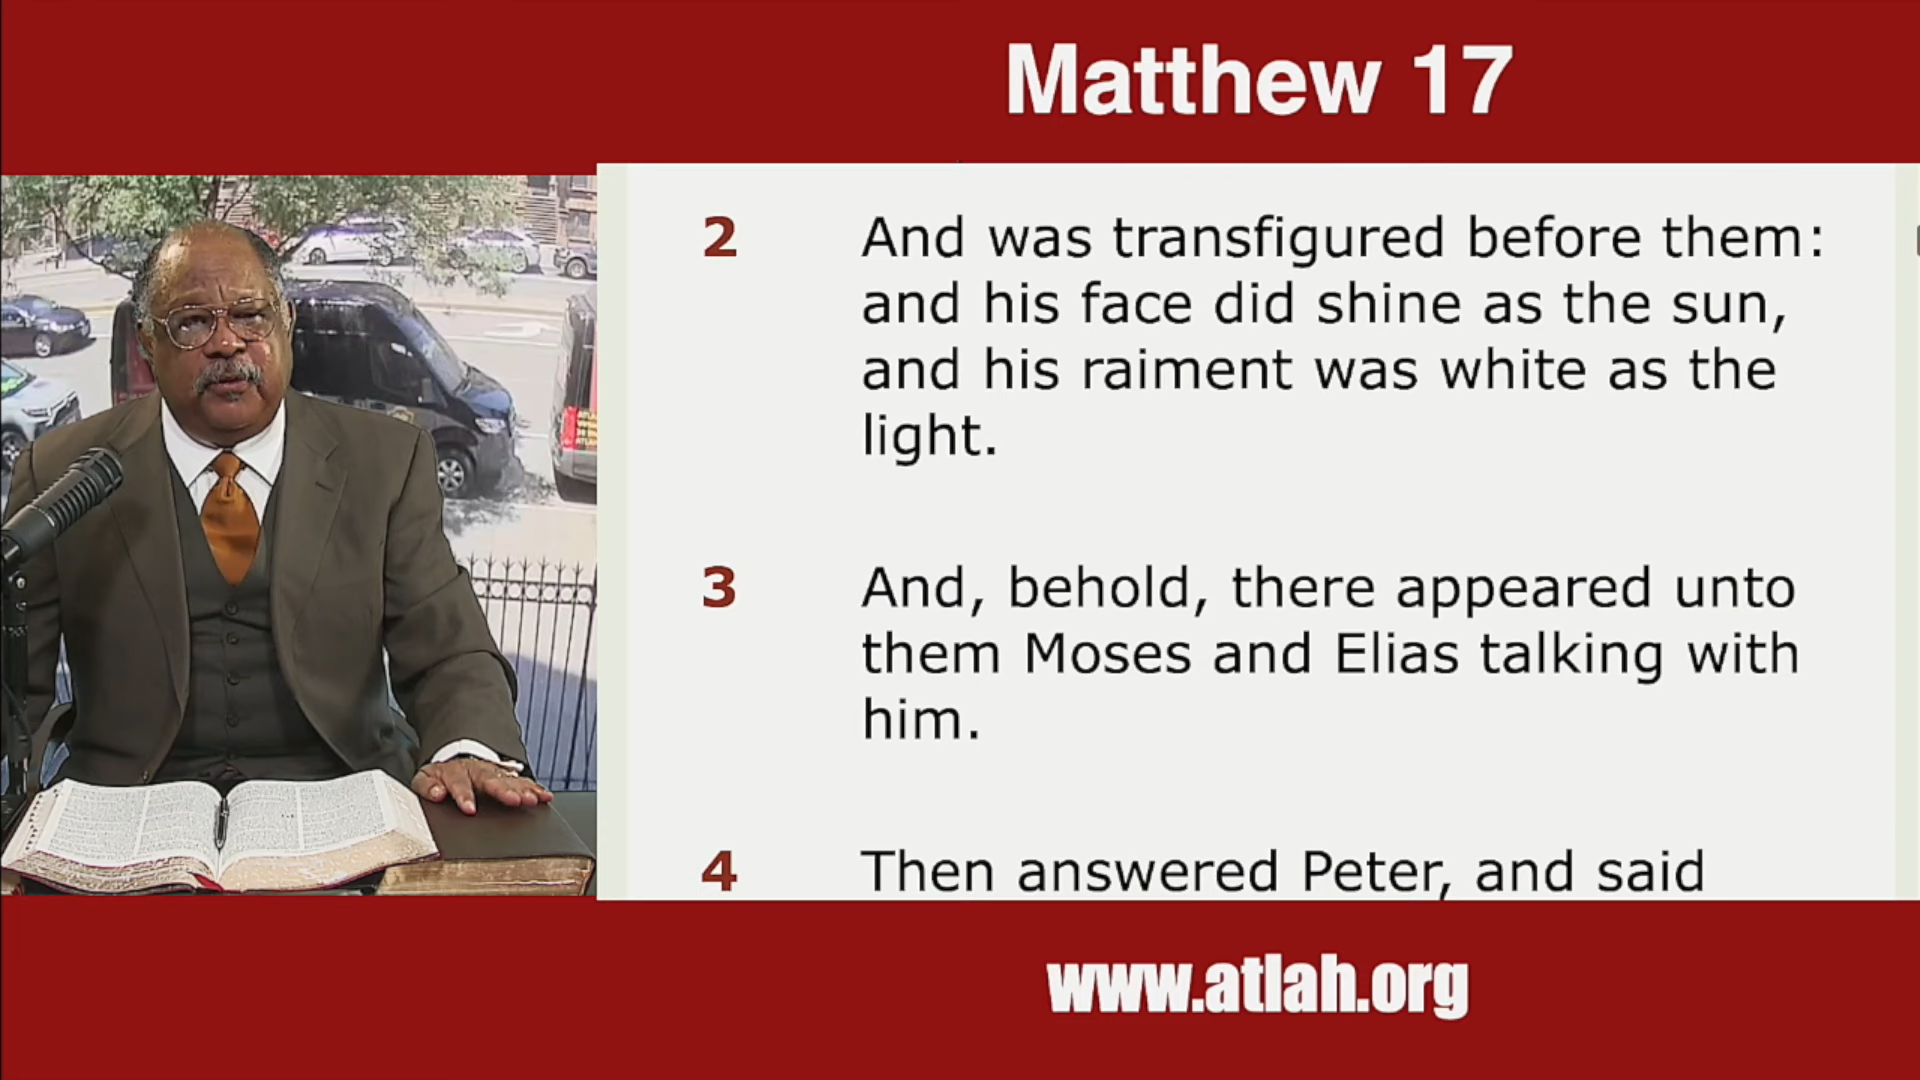 Matthew 17
2 And was transfigured before them:
and his face did shine as the sun,
and his raiment was white as the
light.
3 And, behold, there appeared unto
them Moses and Elias talking with
him.
4 Then answered Peter, and said
www.atlah.org